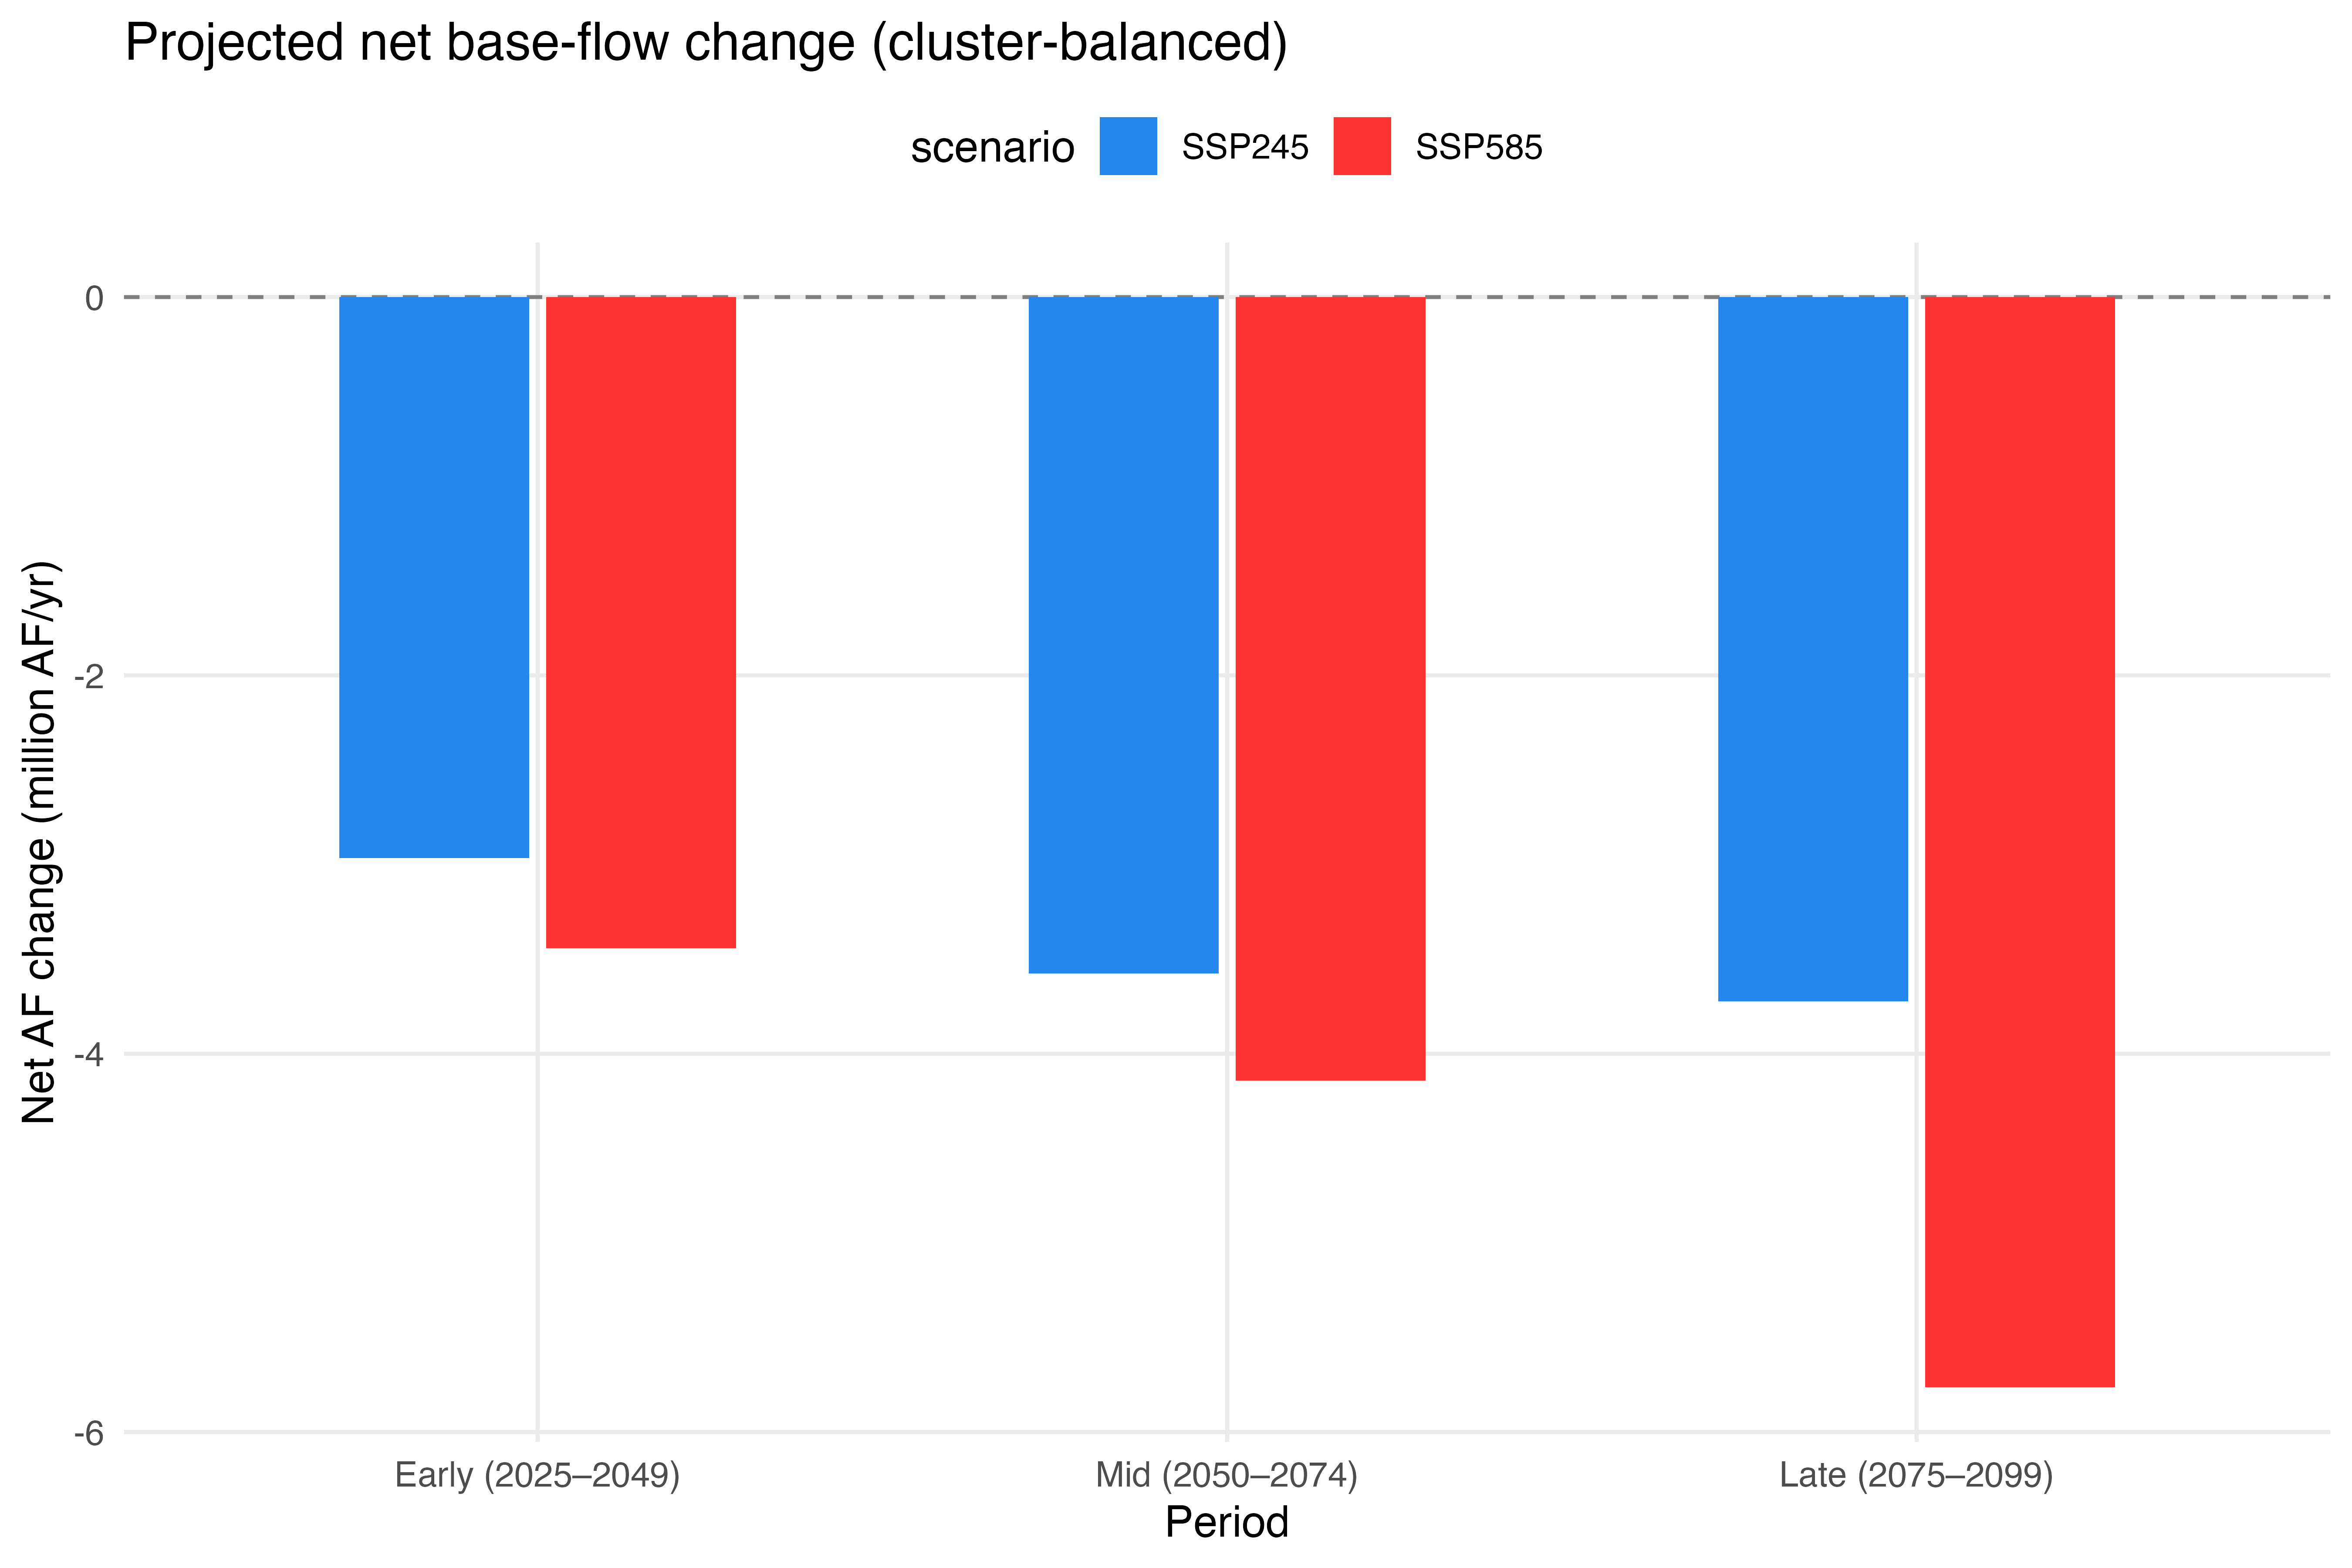 Projected net base-flow change (cluster-balanced)
scenario SSP245 SSP585
Net AF change (million AF/yr)
0
-2
-4
-6
Early (2025–2049) Mid (2050–2074) Late (2075–2099)
Period